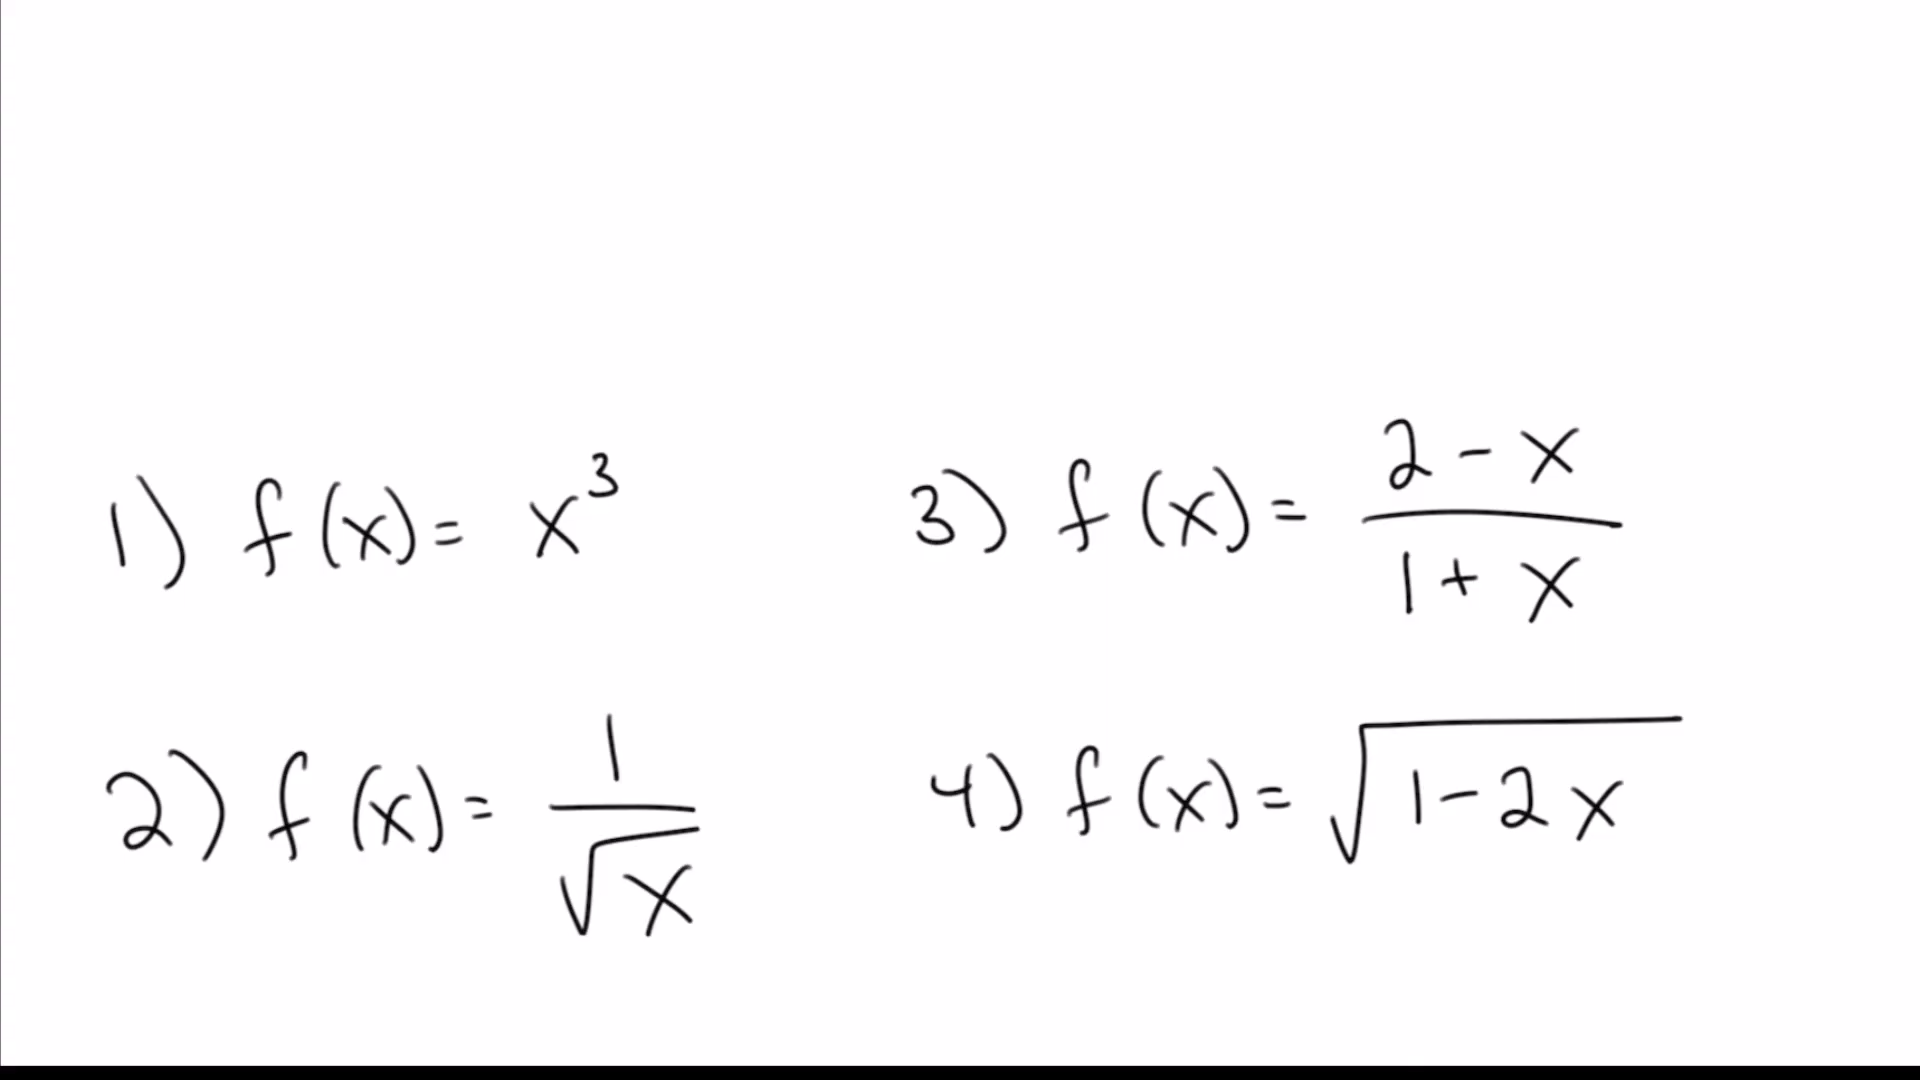 1) f(x) = x³
2) f(x) = 1/√x
3) f(x) = (2 - x)/(1 + x)
4) f(x) = √(1 - 2x)